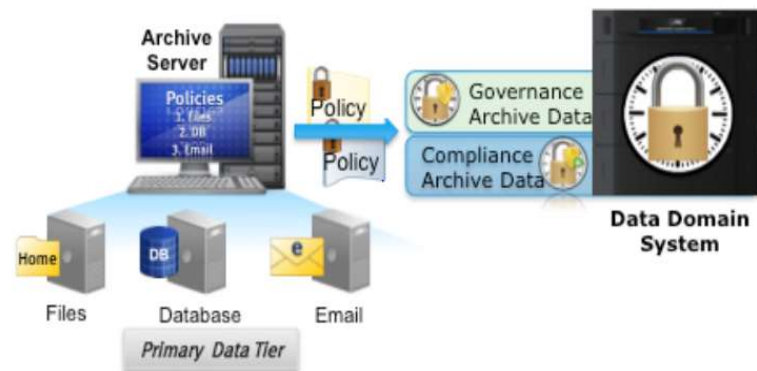 Archive
Server
Policies
1. Files
2. DB
3. Email
Policy
Policy
Governance
Archive Data
Compliance
Archive Data
Data Domain
System
Home
DB
e
Files
Database
Email
Primary Data Tier